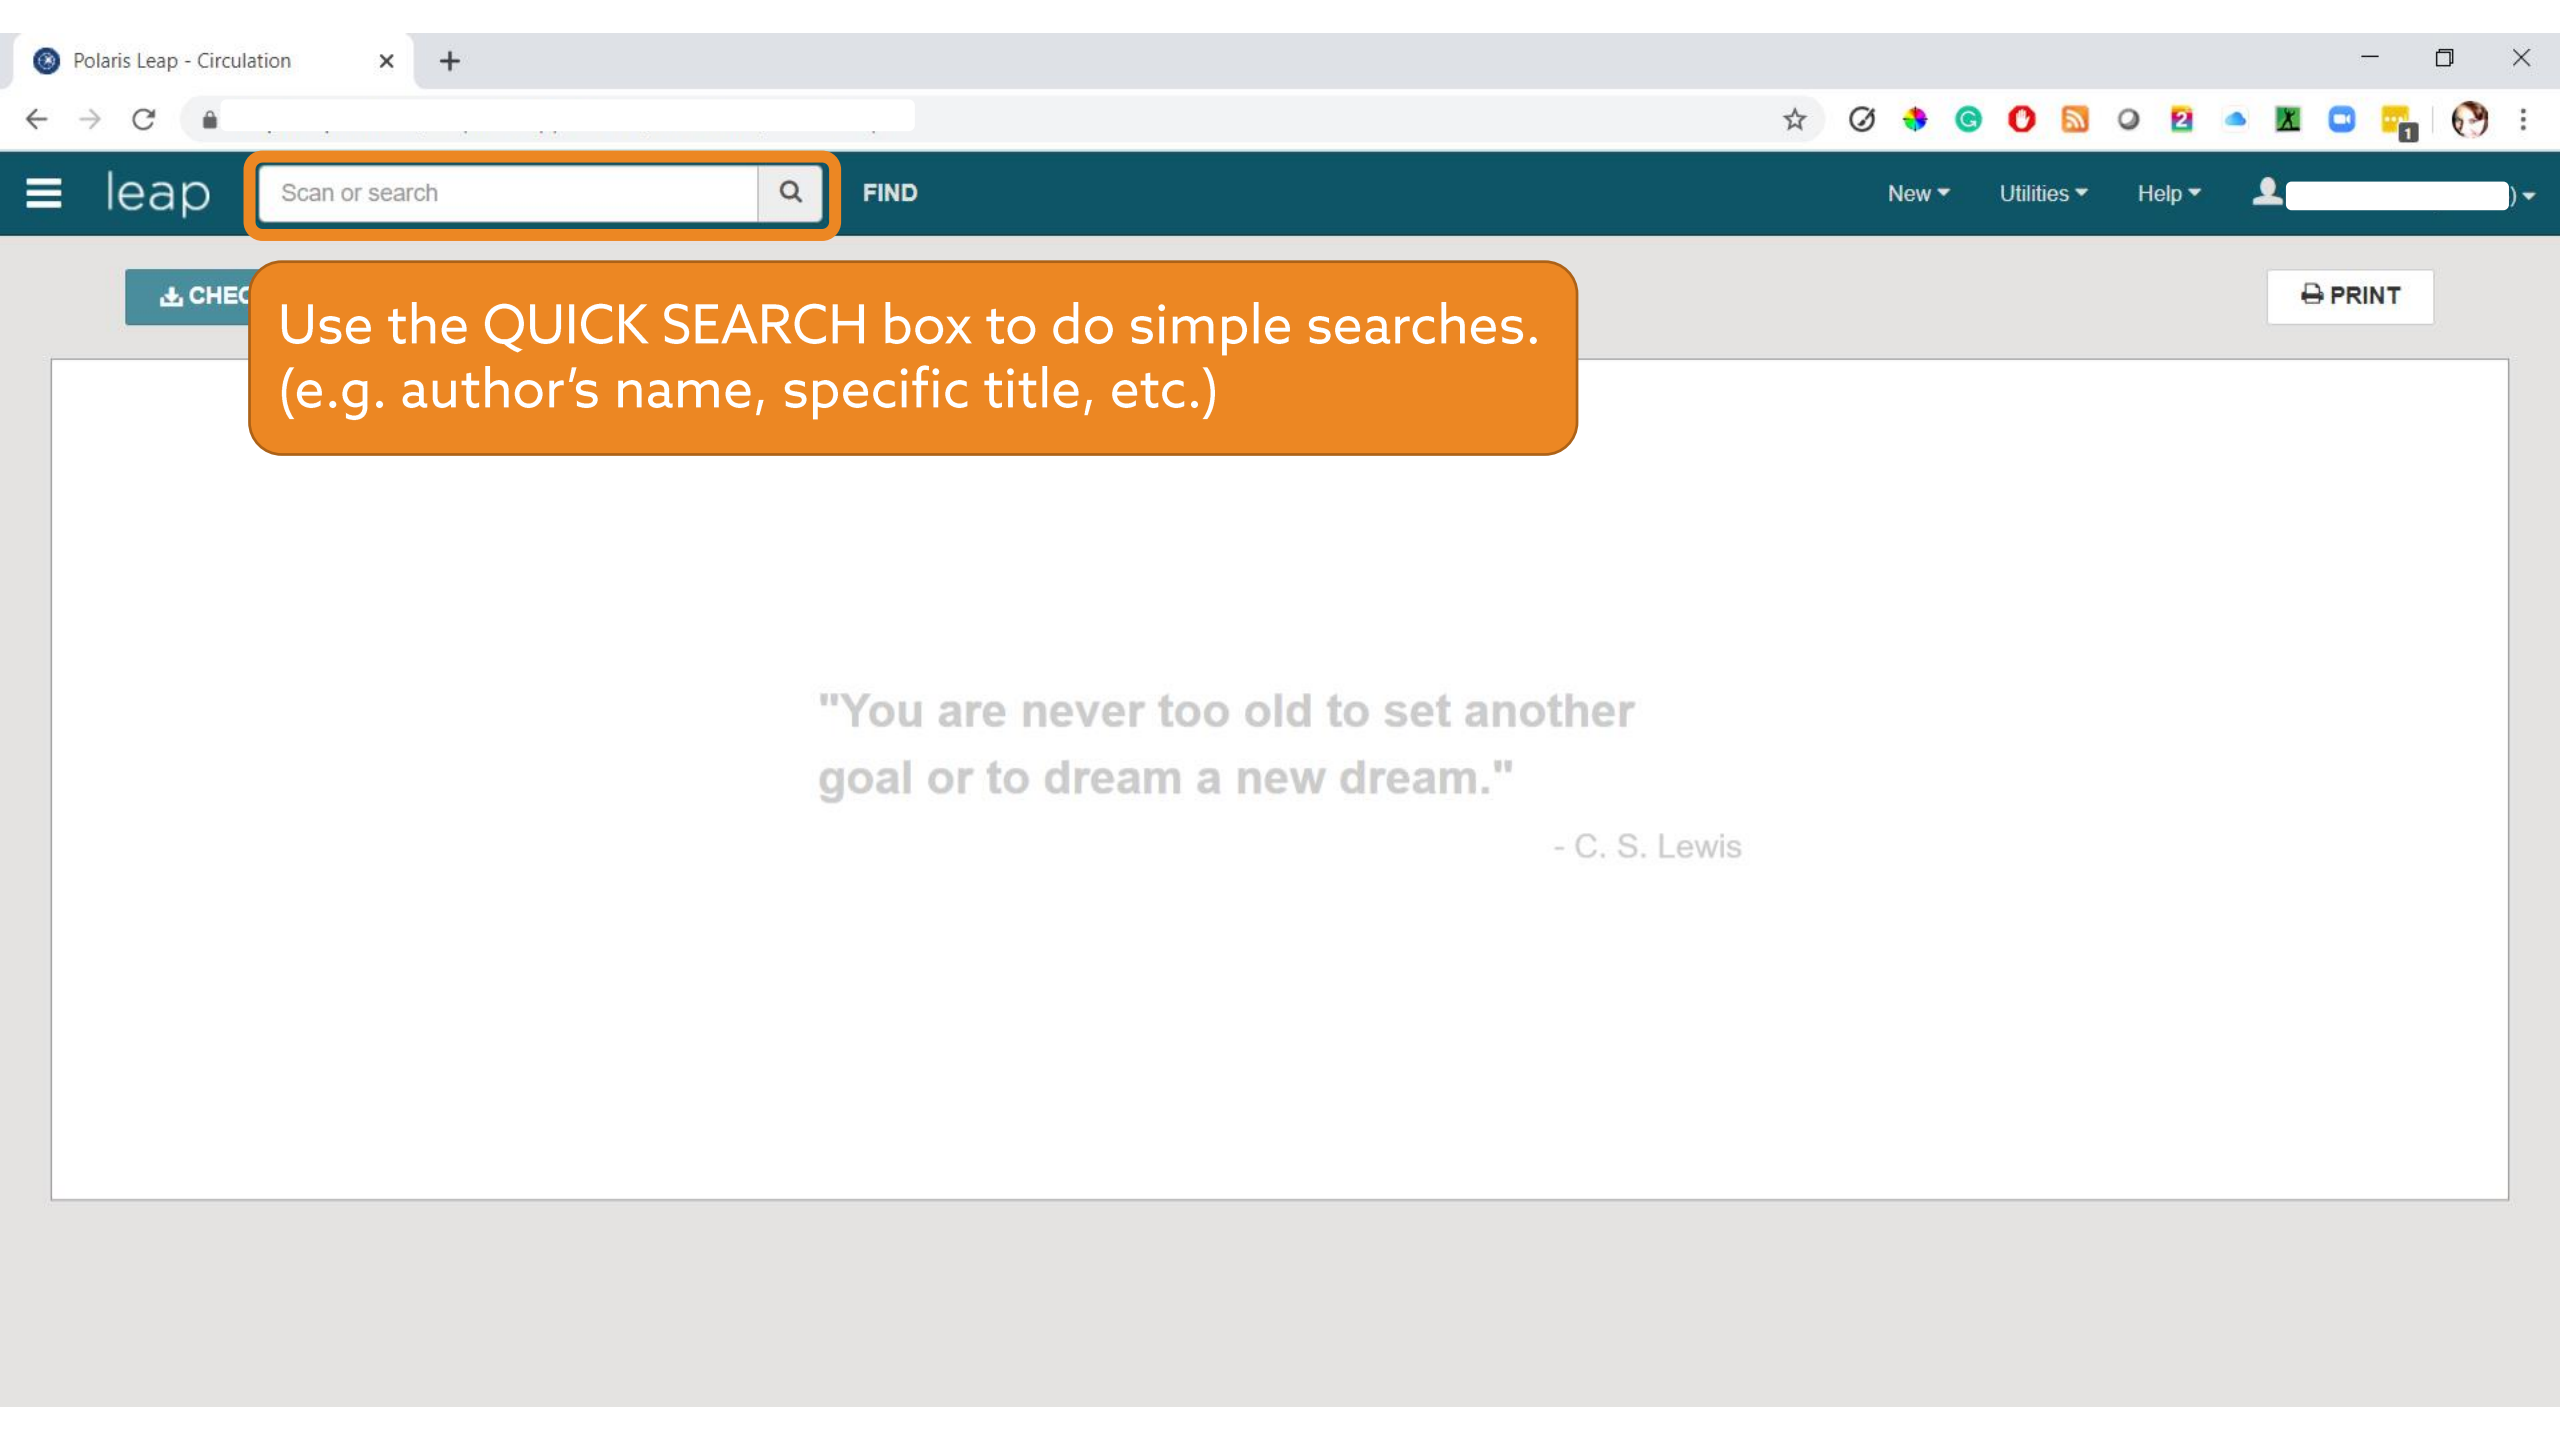 Polaris Leap - Circulation
leap
Scan or search
FIND
New
Utilities
Help
)
CHEC
Use the QUICK SEARCH box to do simple searches.
(e.g. author’s name, specific title, etc.)
PRINT
"You are never too old to set another
goal or to dream a new dream."
- C. S. Lewis
2
1